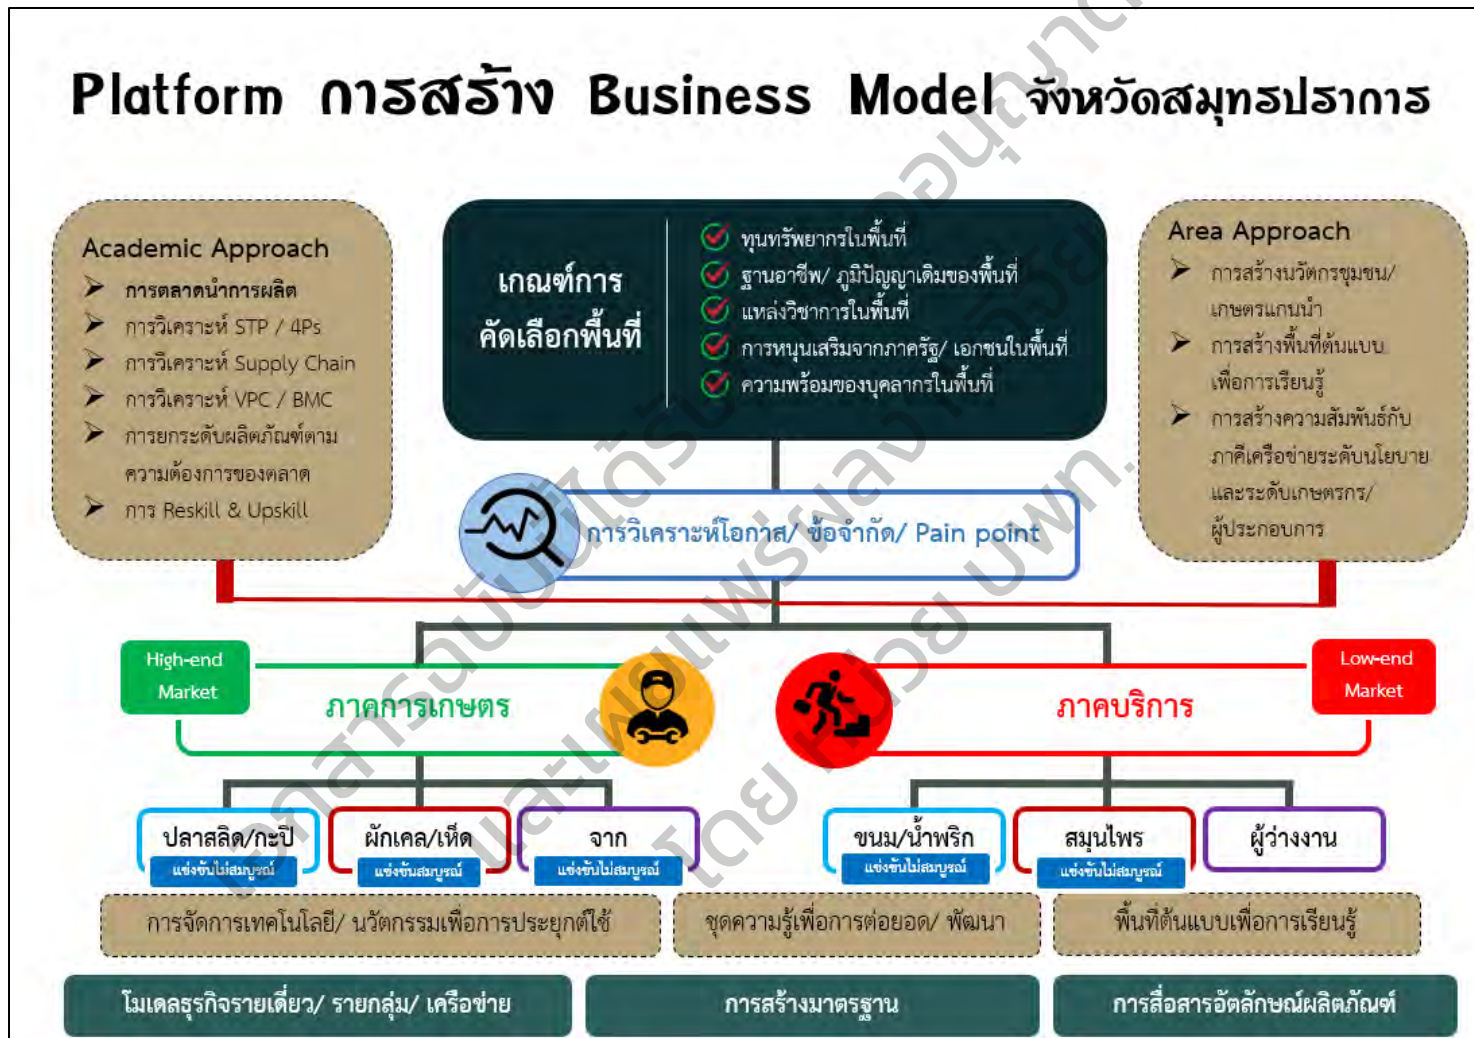 Platform การสร้าง Business Model จังหวัดสมุทรปราการ
Academic Approach
➤ การตลาดนำการผลิต
➤ การวิเคราะห์ STP / 4Ps
➤ การวิเคราะห์ Supply Chain
➤ การวิเคราะห์ VPC / BMC
➤ การยกระดับผลิตภัณฑ์ตาม
ความต้องการของตลาด
➤ การ Reskill & Upskill
เกณฑ์การ
คัดเลือกพื้นที่
ทุนทรัพยากรในพื้นที่
ฐานอาชีพ/ ภูมิปัญญาเดิมของพื้นที่
แหล่งวิชาการในพื้นที่
การหนุนเสริมจากภาครัฐ/ เอกชนในพื้นที่
ความพร้อมของบุคลากรในพื้นที่
Area Approach
➤ การสร้างนวัตกรชุมชน/
เกษตรแกนนำ
➤ การสร้างพื้นที่ต้นแบบ
เพื่อการเรียนรู้
➤ การสร้างความสัมพันธ์กับ
ภาคีเครือข่ายระดับนโยบาย
และระดับเกษตรกร/
ผู้ประกอบการ
การวิเคราะห์โอกาส/ ข้อจำกัด/ Pain point
High-end
Market
ภาคการเกษตร
ภาคบริการ
Low-end
Market
ปลาสลิด/กะปิ
แข่งขันไม่สมบูรณ์
ผักเคล/เห็ด
แข่งขันสมบูรณ์
จาก
แข่งขันไม่สมบูรณ์
ขนม/น้ำพริก
แข่งขันไม่สมบูรณ์
สมุนไพร
แข่งขันไม่สมบูรณ์
ผู้ว่างงาน
การจัดการเทคโนโลยี/ นวัตกรรมเพื่อการประยุกต์ใช้
ชุดความรู้เพื่อการต่อยอด/ พัฒนา
พื้นที่ต้นแบบเพื่อการเรียนรู้
โมเดลธุรกิจรายเดี่ยว/ รายกลุ่ม/ เครือข่าย
การสร้างมาตรฐาน
การสื่อสารอัตลักษณ์ผลิตภัณฑ์
โดย หน่วย บพท.